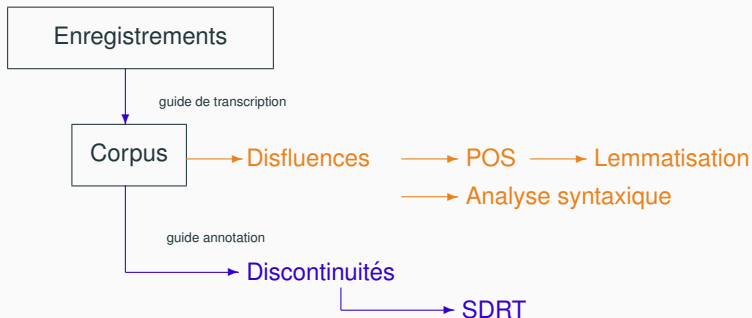 Enregistrements
guide de transcription
Corpus
Disfluences
POS
Lemmatisation
Analyse syntaxique
guide annotation
Discontinuités
SDRT